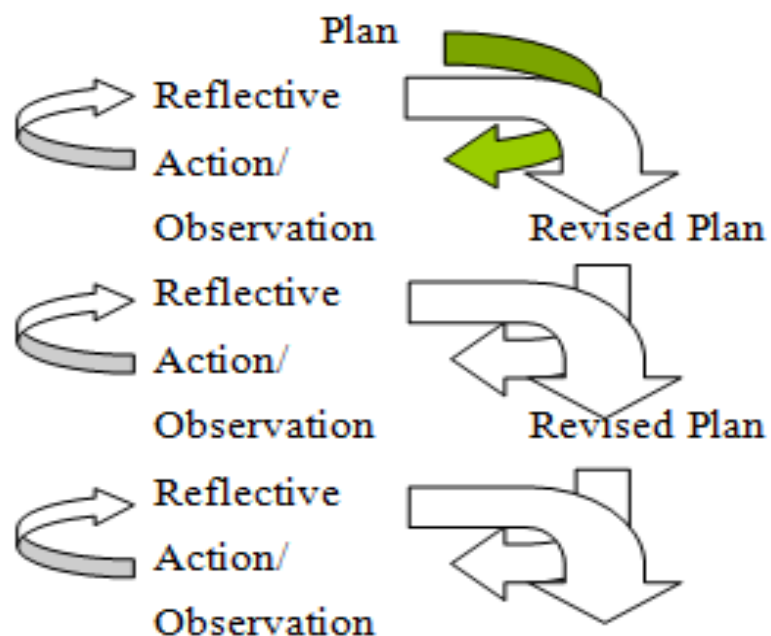 Plan
Reflective
Action/
Observation
Revised Plan
Reflective
Action/
Observation
Revised Plan
Reflective
Action/
Observation